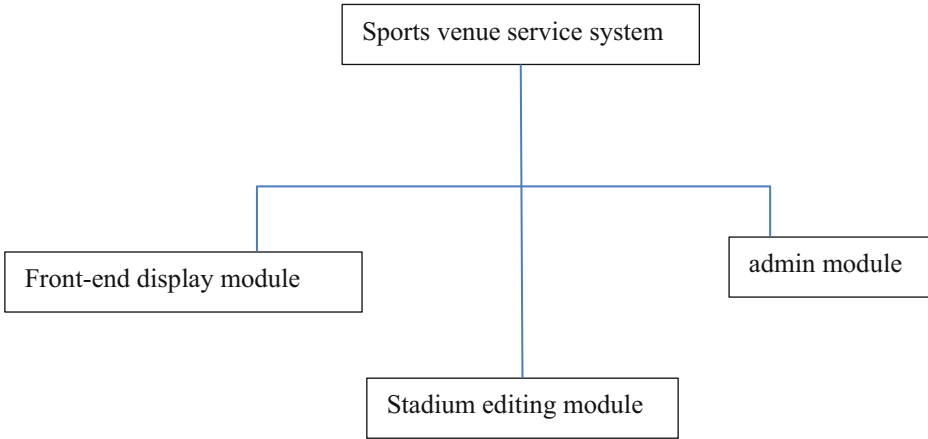 Sports venue service system
Front-end display module
admin module
Stadium editing module